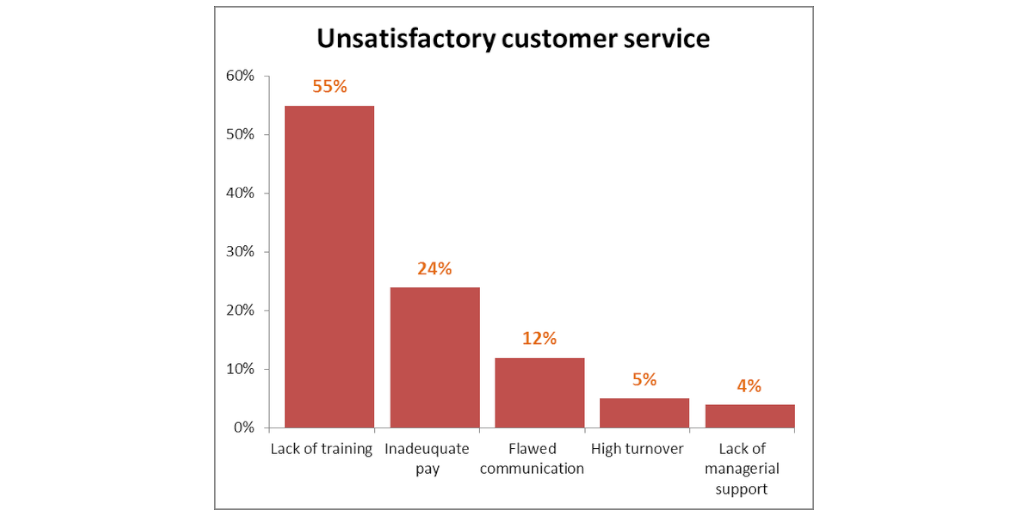 Unsatisfactory customer service
60%
50%
40%
30%
20%
10%
0%
55%
24%
12%
5%
4%
Lack of training
Inadeuquate
pay
Flawed
communication
High turnover
Lack of
managerial
support